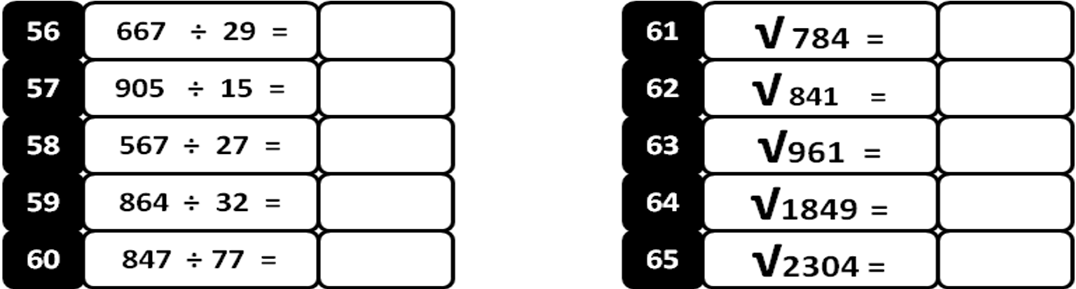 56 667 ÷ 29 =
57 905 ÷ 15 =
58 567 ÷ 27 =
59 864 ÷ 32 =
60 847 ÷ 77 =
61 √ 784 =
62 √ 841 =
63 √961 =
64 √1849 =
65 √2304 =